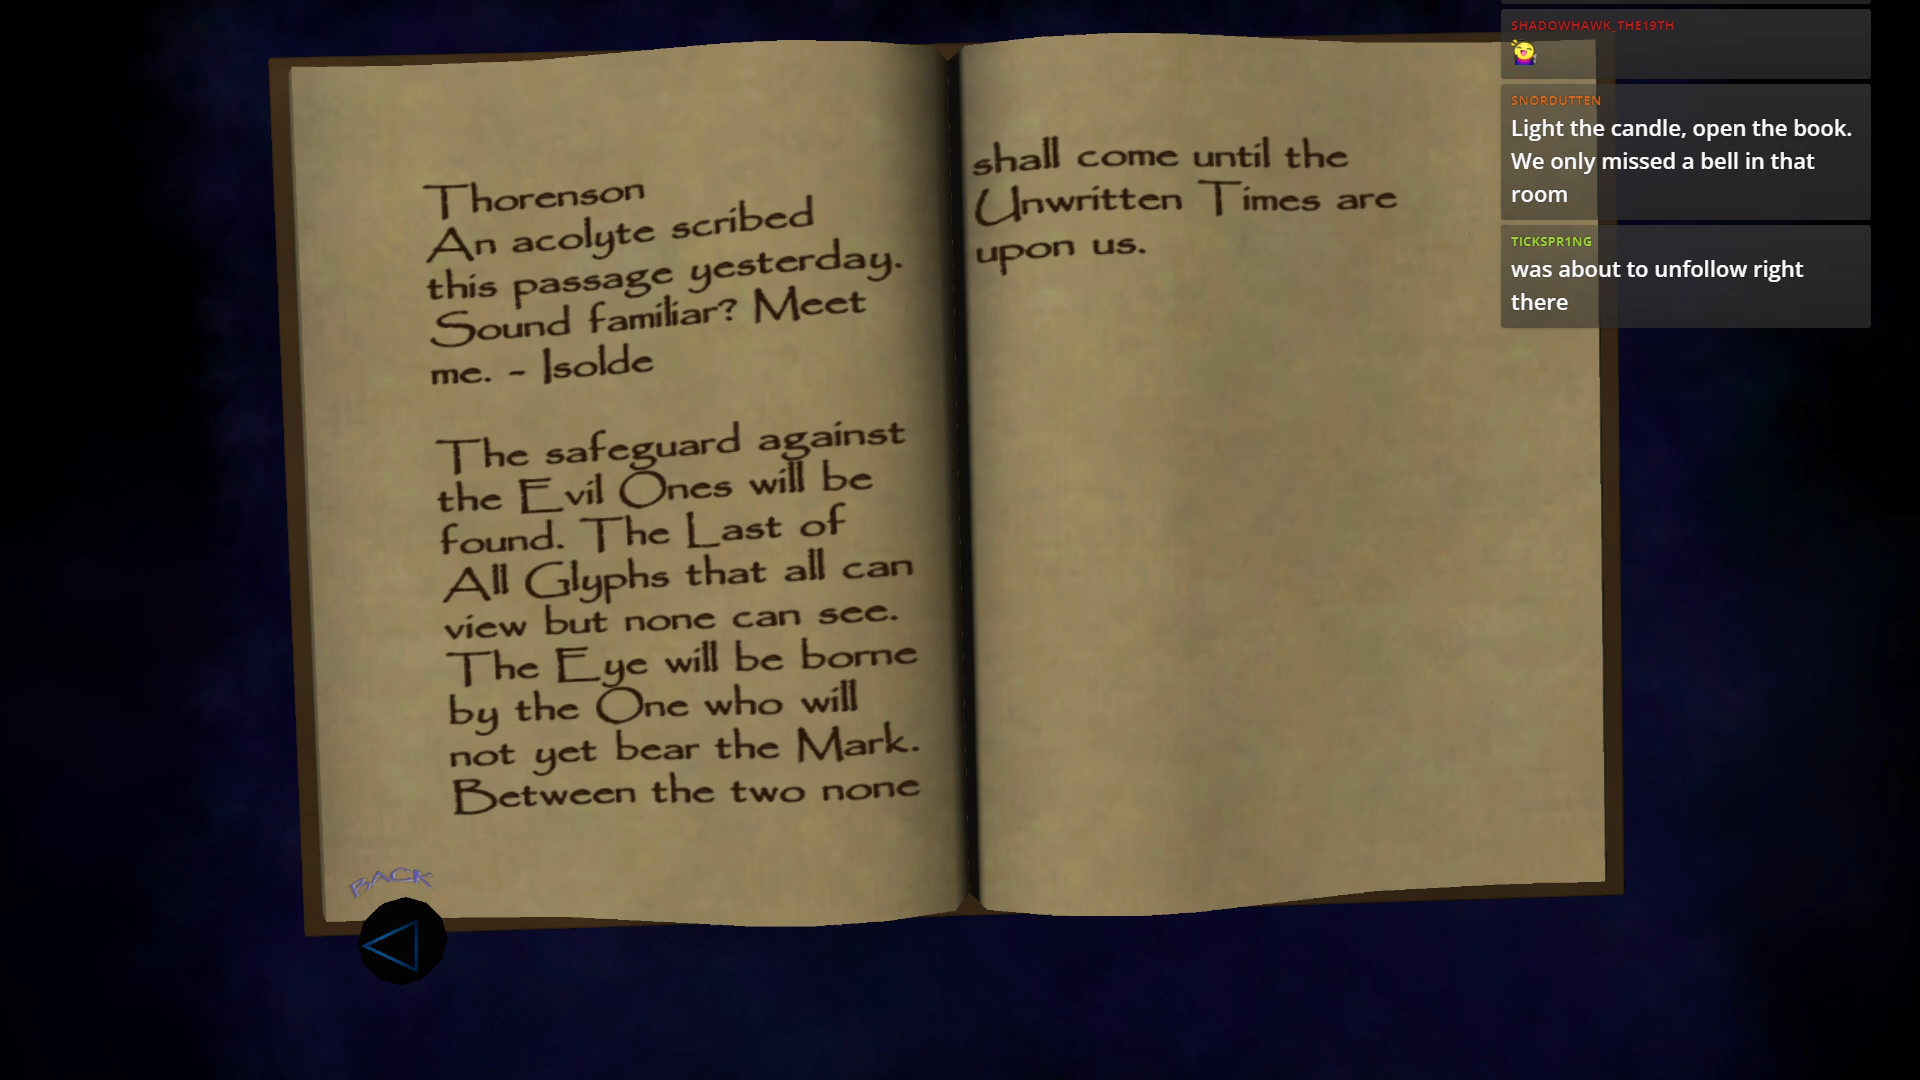 Thorenson
An acolyte scribed
this passage yesterday.
Sound familiar? Meet
me. - Isolde
The safeguard against
the Evil Ones will be
found. The Last of
All Glyphs that all can
view but none can see.
The Eye will be borne
by the One who will
not yet bear the Mark.
Between the two none
shall come until the
Unwritten Times are
upon us.
BACK
SHADOWHAWK_THE19TH
SNORDUTTEN
Light the candle, open the book.
We only missed a bell in that
room
TICKSPR1NG
was about to unfollow right
there